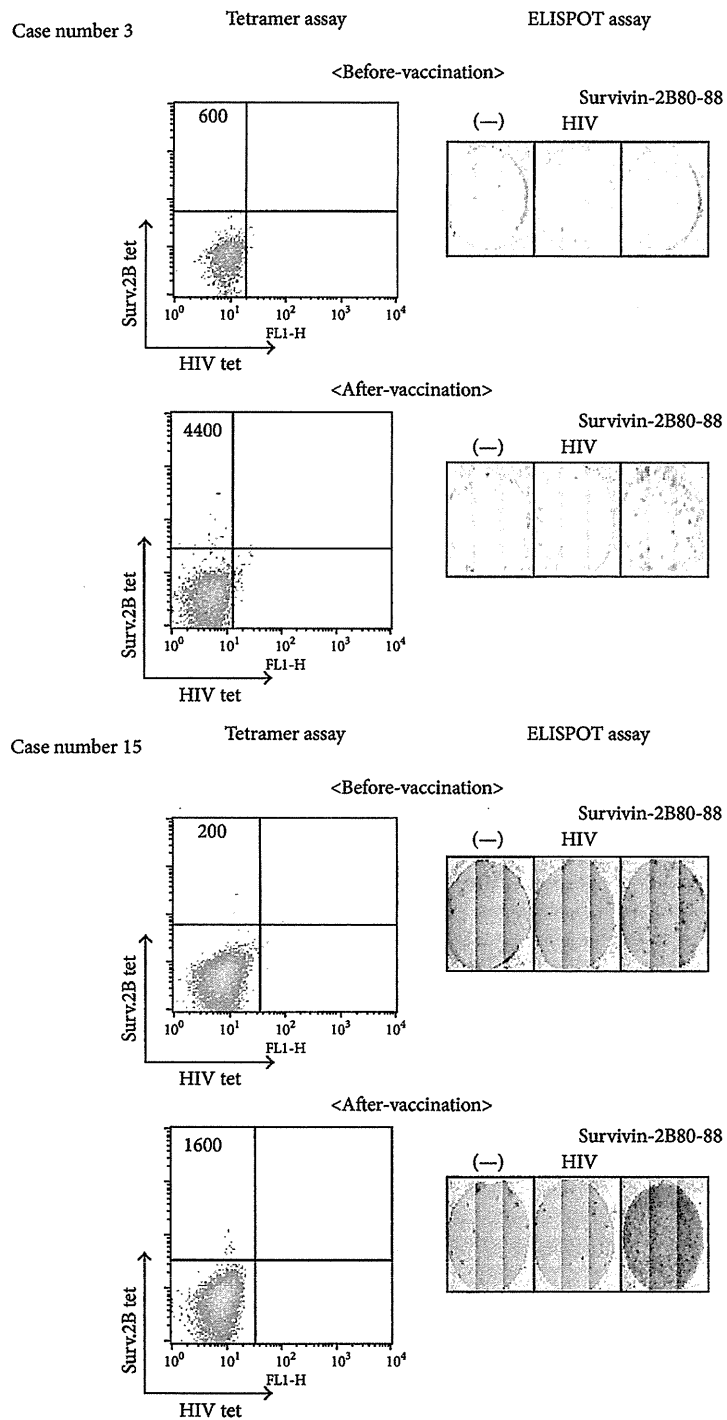 Case number 3
Tetramer assay
ELISPOT assay
<Before-vaccination>
600
Surv.2B tet
10⁰ 10¹ 10² 10³ 10⁴
FL1-H
HIV tet
Survivin-2B80-88
(—) HIV
<After-vaccination>
4400
Surv.2B tet
10⁰ 10¹ 10² 10³ 10⁴
FL1-H
HIV tet
Survivin-2B80-88
(—) HIV
Case number 15
Tetramer assay
ELISPOT assay
<Before-vaccination>
200
Surv.2B tet
10⁰ 10¹ 10² 10³ 10⁴
FL1-H
HIV tet
Survivin-2B80-88
(—) HIV
<After-vaccination>
1600
Surv.2B tet
10⁰ 10¹ 10² 10³ 10⁴
FL1-H
HIV tet
Survivin-2B80-88
(—) HIV